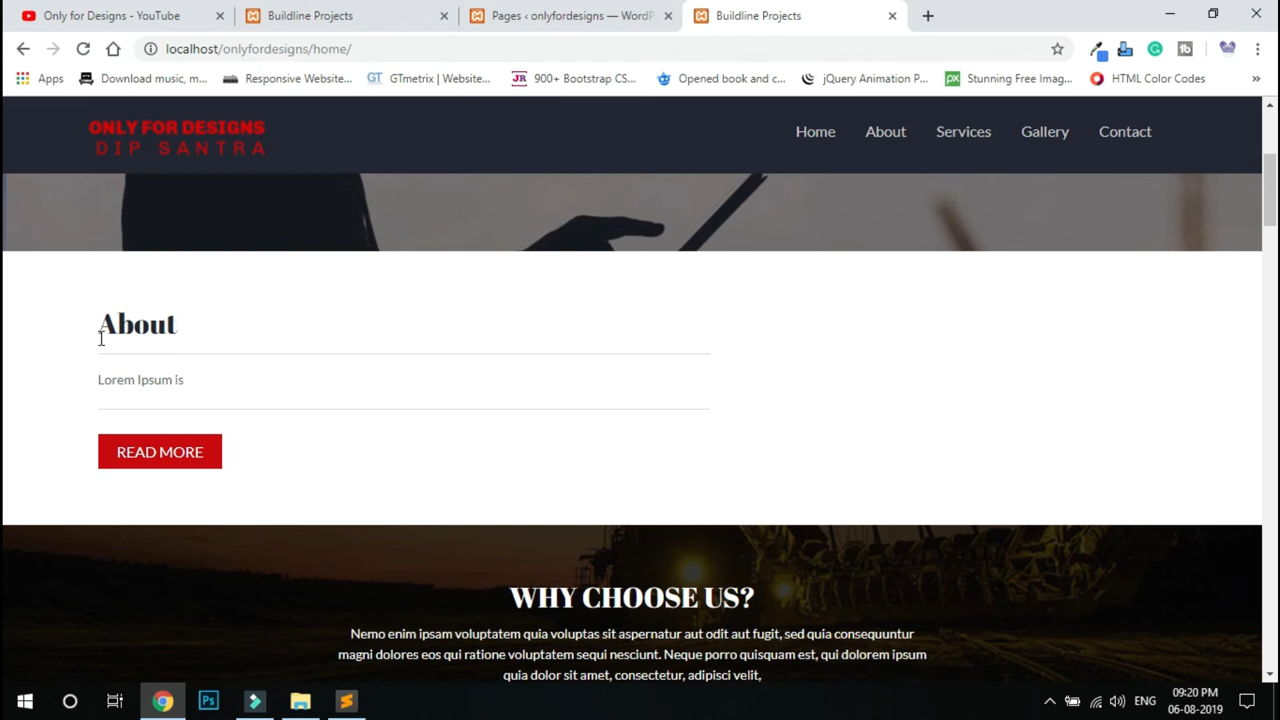 Only for Designs - YouTube
Buildline Projects
Pages ‹ onlyfordesigns — WordP
Buildline Projects
localhost/onlyfordesigns/home/
Apps
Download music, m...
Responsive Website...
GT
GTmetrix | Website...
JR
900+ Bootstrap CS...
Opened book and c...
jQuery Animation P...
px
Stunning Free Imag...
HTML Color Codes
»
ONLY FOR DESIGNS
DIP SANTRA
Home
About
Services
Gallery
Contact
About
Lorem Ipsum is
READ MORE
WHY CHOOSE US?
Nemo enim ipsam voluptatem quia voluptas sit aspernatur aut odit aut fugit, sed quia consequuntur
magni dolores eos qui ratione voluptatem sequi nesciunt. Neque porro quisquam est, qui dolorem ipsum
quia dolor sit amet, consectetur, adipisci velit,
Ps
ENG
09:20 PM
06-08-2019